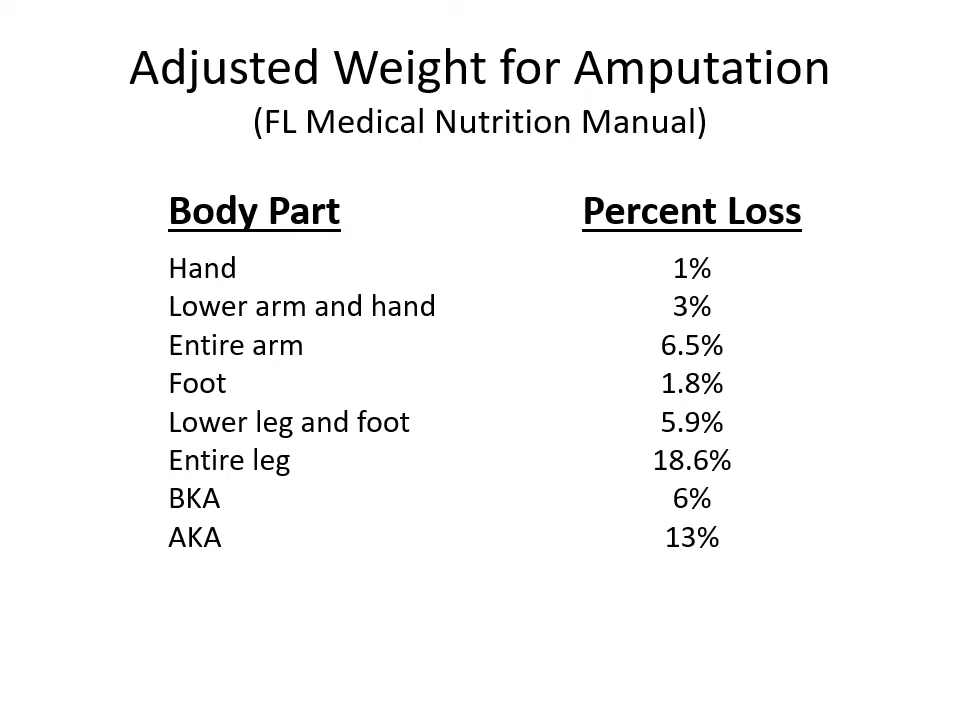 Adjusted Weight for Amputation
(FL Medical Nutrition Manual)
Body Part Percent Loss
Hand 1%
Lower arm and hand 3%
Entire arm 6.5%
Foot 1.8%
Lower leg and foot 5.9%
Entire leg 18.6%
BKA 6%
AKA 13%